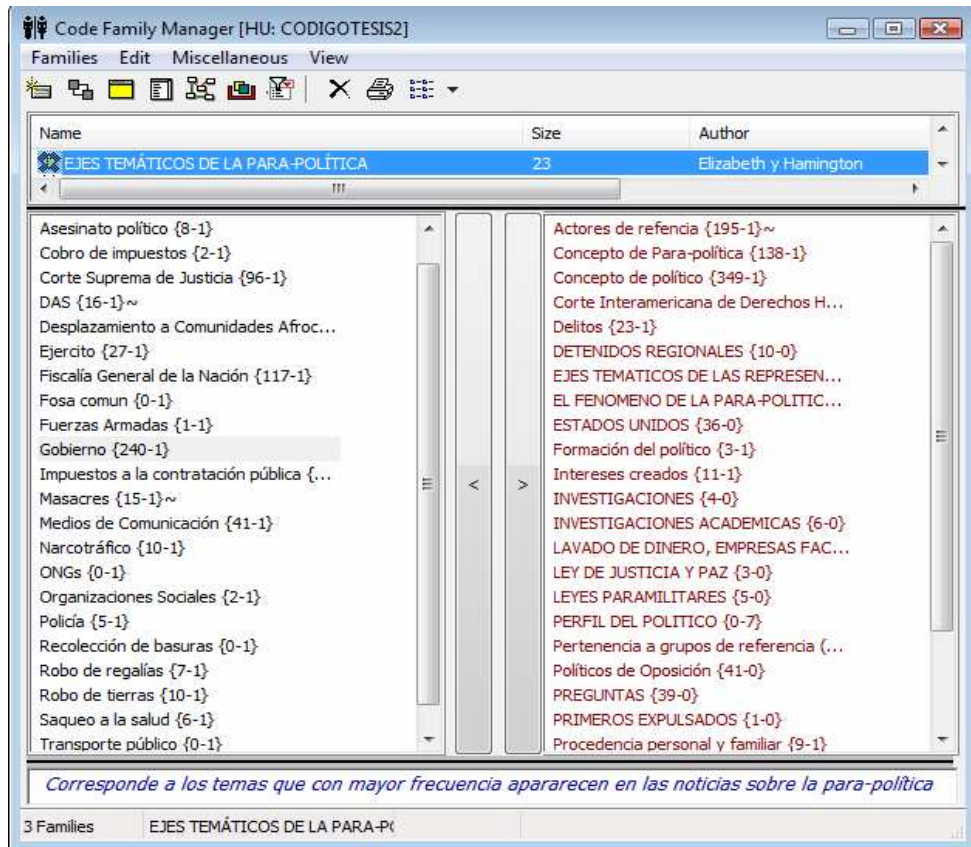 Code Family Manager [HU: CODIGOTESIS2]
Families Edit Miscellaneous View
Name Size Author
EJES TEMÁTICOS DE LA PARA-POLÍTICA 23 Elizabeth y Hamington
Asesinato político {8-1}
Cobro de impuestos {2-1}
Corte Suprema de Justicia {96-1}
DAS {16-1}~
Desplazamiento a Comunidades Afroc...
Ejercito {27-1}
Fiscalía General de la Nación {117-1}
Fosa comun {0-1}
Fuerzas Armadas {1-1}
Gobierno {240-1}
Impuestos a la contratación pública {...
Masacres {15-1}~
Medios de Comunicación {41-1}
Narcotráfico {10-1}
ONGs {0-1}
Organizaciones Sociales {2-1}
Policía {5-1}
Recolección de basuras {0-1}
Robo de regalías {7-1}
Robo de tierras {10-1}
Saqueo a la salud {6-1}
Transporte público {0-1}
< >
Actores de refencia {195-1}~
Concepto de Para-política {138-1}
Concepto de político {349-1}
Corte Interamericana de Derechos H...
Delitos {23-1}
DETENIDOS REGIONALES {10-0}
EJES TEMATICOS DE LAS REPRESEN...
EL FENOMENO DE LA PARA-POLITIC...
ESTADOS UNIDOS {36-0}
Formación del político {3-1}
Intereses creados {11-1}
INVESTIGACIONES {4-0}
INVESTIGACIONES ACADEMICAS {6-0}
LAVADO DE DINERO, EMPRESAS FAC...
LEY DE JUSTICIA Y PAZ {3-0}
LEYES PARAMILITARES {5-0}
PERFIL DEL POLITICO {0-7}
Pertenencia a grupos de referencia (...
Políticos de Oposición {41-0}
PREGUNTAS {39-0}
PRIMEROS EXPULSADOS {1-0}
Procedencia personal y familiar {9-1}
Corresponde a los temas que con mayor frecuencia apararecen en las noticias sobre la para-política
3 Families EJES TEMÁTICOS DE LA PARA-P(